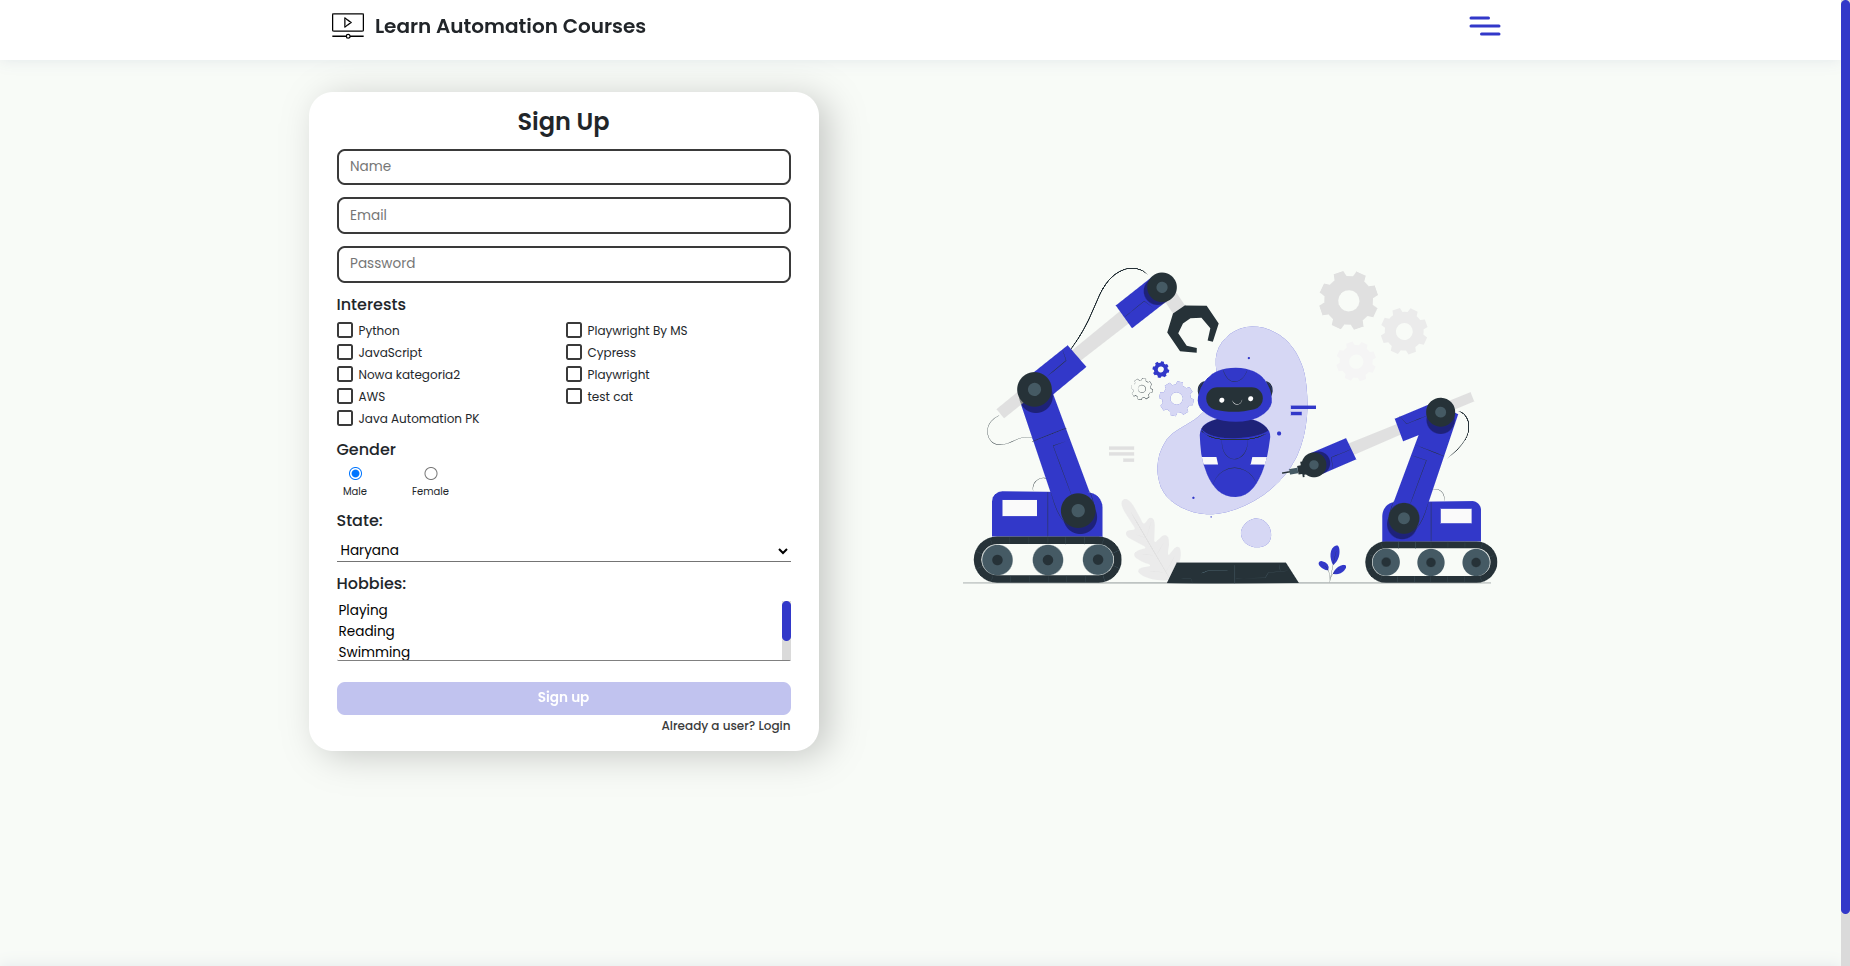 Learn Automation Courses
Sign Up
Name
Email
Password
Interests
Python
Playwright By MS
JavaScript
Cypress
Nowa kategoria2
Playwright
AWS
test cat
Java Automation PK
Gender
Male
Female
State:
Haryana
Hobbies:
Playing
Reading
Swimming
Sign up
Already a user? Login